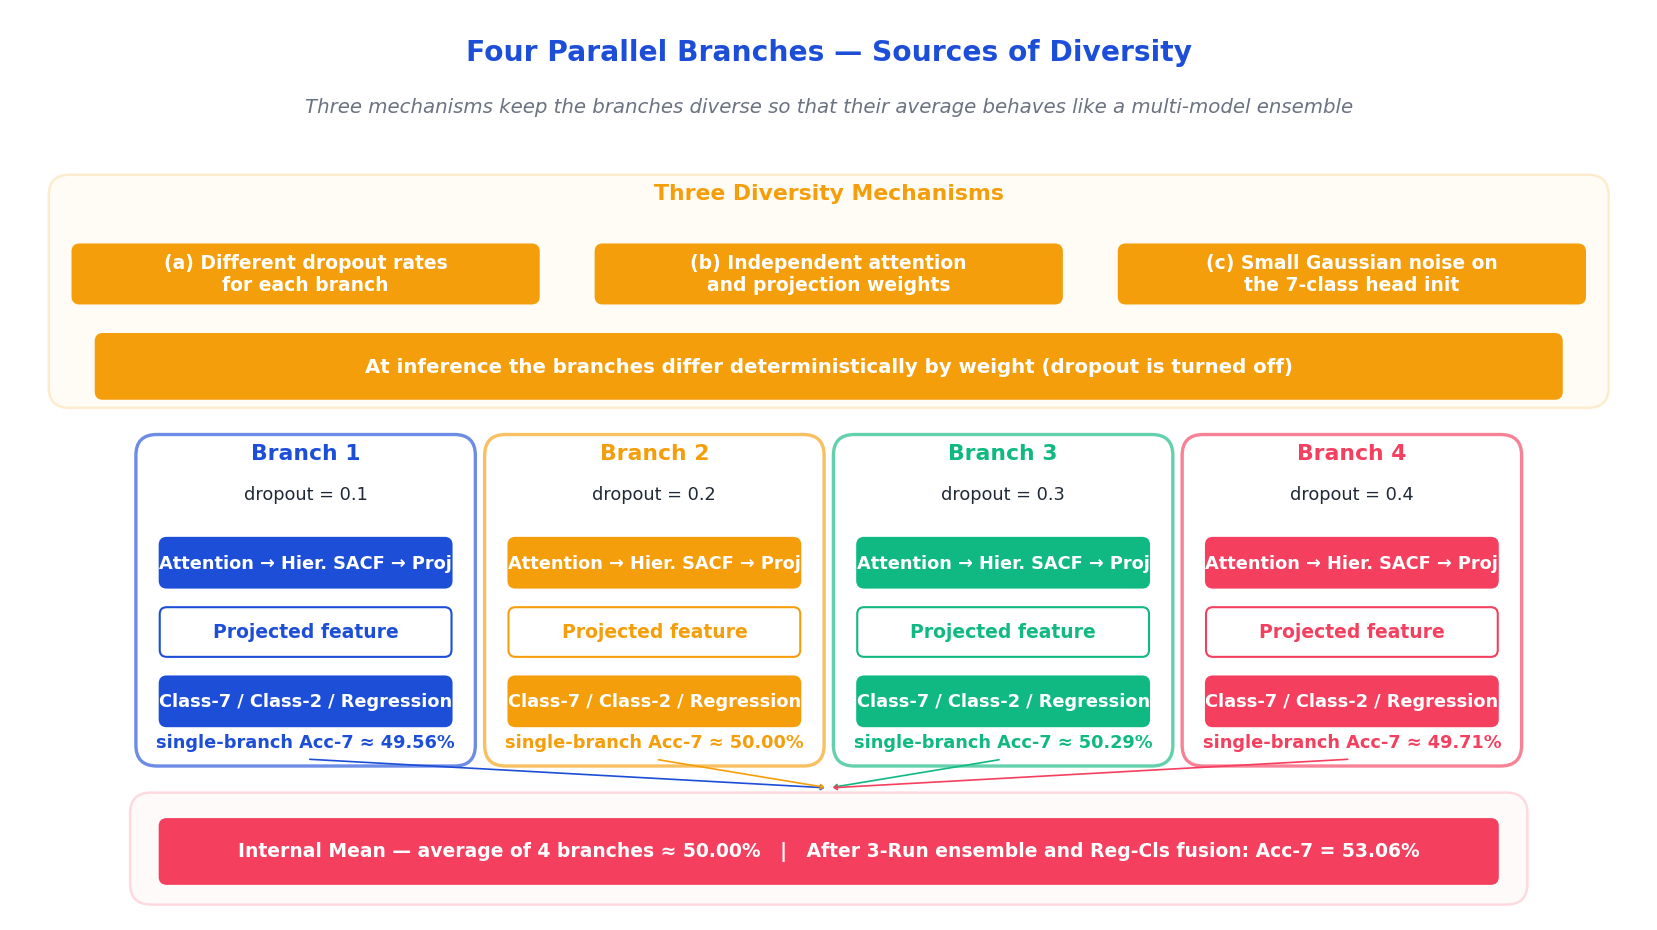 Four Parallel Branches — Sources of Diversity
Three mechanisms keep the branches diverse so that their average behaves like a multi-model ensemble
Three Diversity Mechanisms
(a) Different dropout rates
for each branch
(b) Independent attention
and projection weights
(c) Small Gaussian noise on
the 7-class head init
At inference the branches differ deterministically by weight (dropout is turned off)
Branch 1
dropout = 0.1
Attention → Hier. SACF → Proj
Projected feature
Class-7 / Class-2 / Regression
single-branch Acc-7 ≈ 49.56%
Branch 2
dropout = 0.2
Attention → Hier. SACF → Proj
Projected feature
Class-7 / Class-2 / Regression
single-branch Acc-7 ≈ 50.00%
Branch 3
dropout = 0.3
Attention → Hier. SACF → Proj
Projected feature
Class-7 / Class-2 / Regression
single-branch Acc-7 ≈ 50.29%
Branch 4
dropout = 0.4
Attention → Hier. SACF → Proj
Projected feature
Class-7 / Class-2 / Regression
single-branch Acc-7 ≈ 49.71%
Internal Mean — average of 4 branches ≈ 50.00% | After 3-Run ensemble and Reg-Cls fusion: Acc-7 = 53.06%